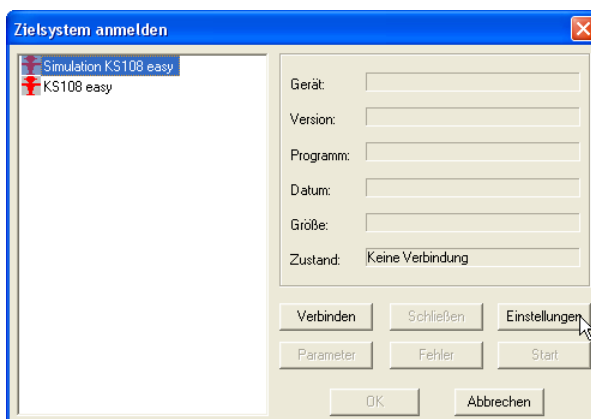 Zielsystem anmelden
Simulation KS108 easy
KS108 easy
Gerät:
Version:
Programm:
Datum:
Größe:
Zustand: Keine Verbindung
Verbinden Schließen Einstellungen
Parameter Fehler Start
OK Abbrechen